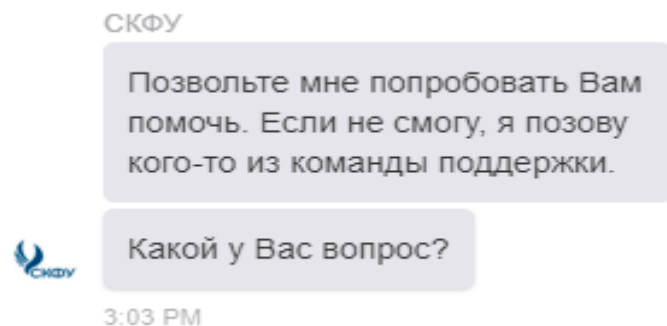 СКФУ
Позвольте мне попробовать Вам
помочь. Если не смогу, я позову
кого-то из команды поддержки.
Какой у Вас вопрос?
СКФУ
3:03 PM